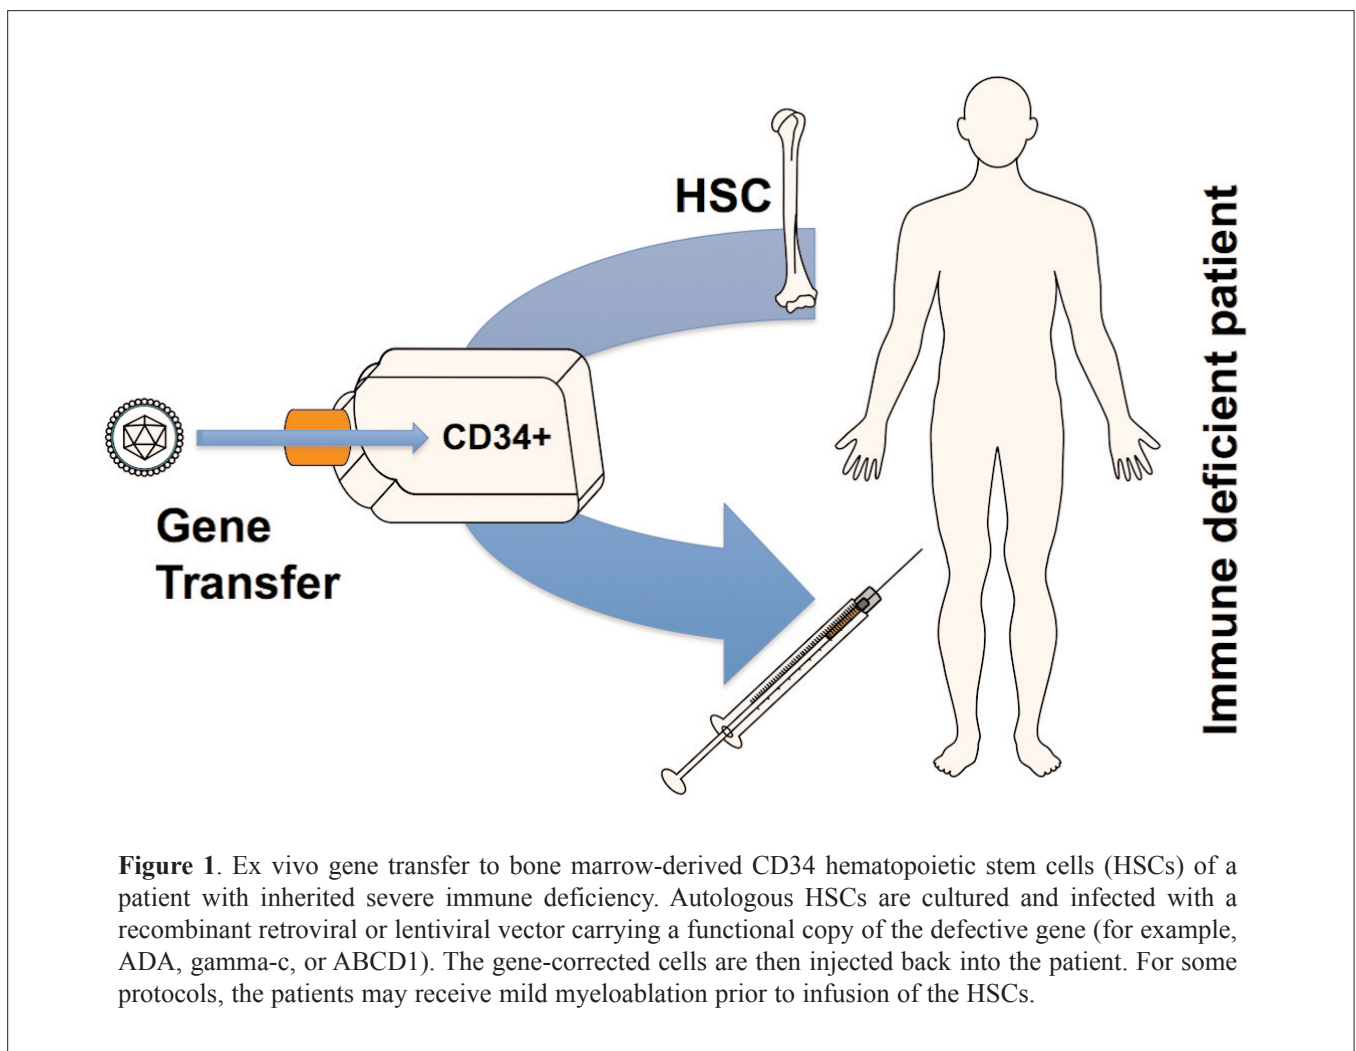 HSC
CD34+
Gene
Transfer
Immune deficient patient
Figure 1. Ex vivo gene transfer to bone marrow-derived CD34 hematopoietic stem cells (HSCs) of a
patient with inherited severe immune deficiency. Autologous HSCs are cultured and infected with a
recombinant retroviral or lentiviral vector carrying a functional copy of the defective gene (for example,
ADA, gamma-c, or ABCD1). The gene-corrected cells are then injected back into the patient. For some
protocols, the patients may receive mild myeloablation prior to infusion of the HSCs.